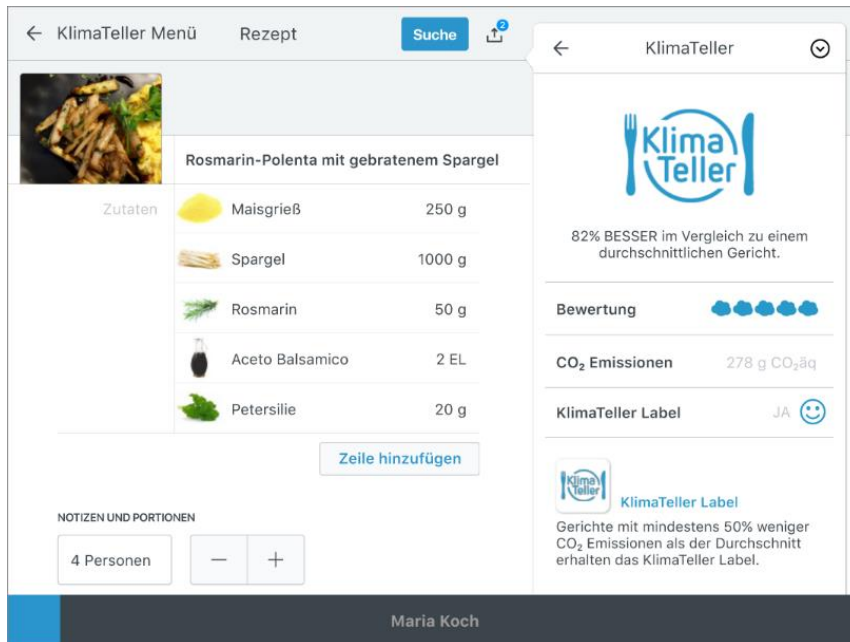 KlimaTeller Menü
Rezept
Suche
2
Rosmarin-Polenta mit gebratenem Spargel
Zutaten
Maisgrieß 250 g
Spargel 1000 g
Rosmarin 50 g
Aceto Balsamico 2 EL
Petersilie 20 g
Zeile hinzufügen
NOTIZEN UND PORTIONEN
4 Personen
− +
KlimaTeller
Klima
Teller
82% BESSER im Vergleich zu einem
durchschnittlichen Gericht.
Bewertung
CO₂ Emissionen 278 g CO₂äq
KlimaTeller Label JA
Klima
Teller
KlimaTeller Label
Gerichte mit mindestens 50% weniger
CO₂ Emissionen als der Durchschnitt
erhalten das KlimaTeller Label.
Maria Koch